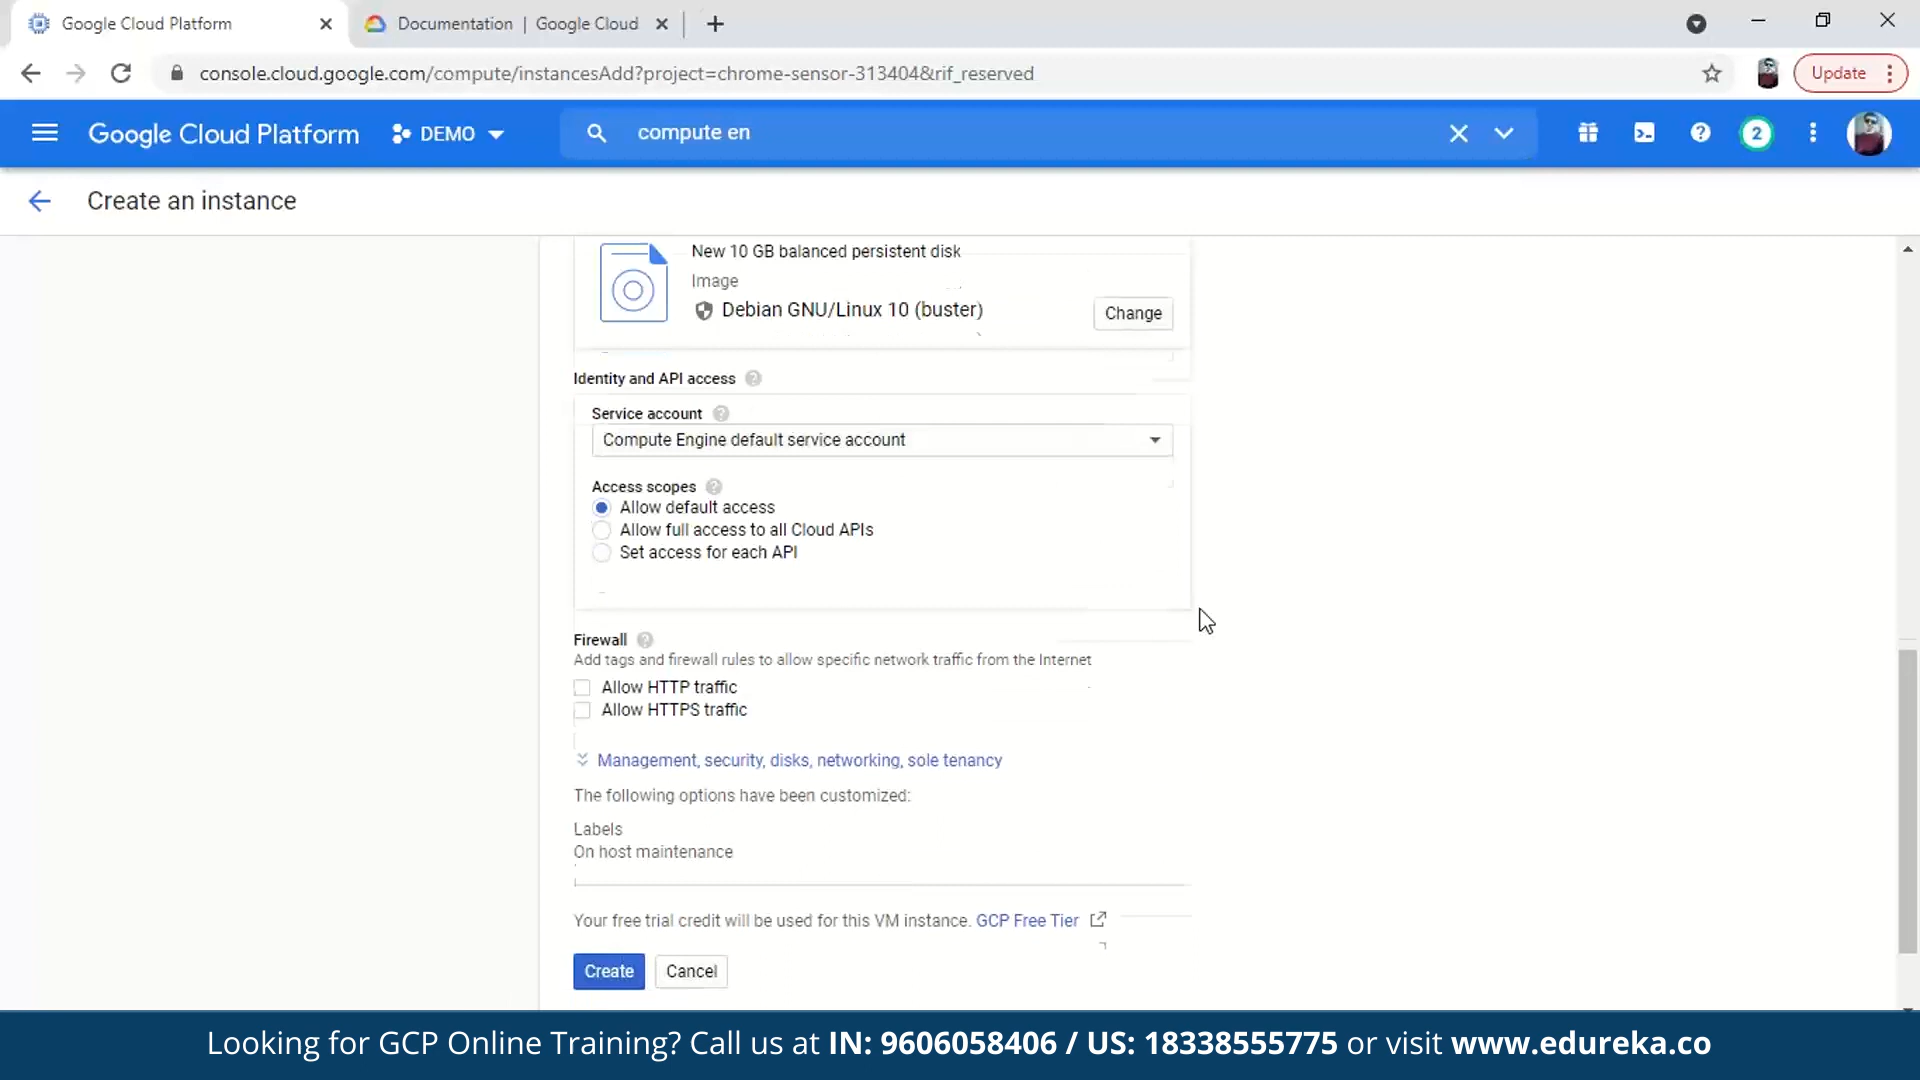 Google Cloud Platform
Documentation | Google Cloud
console.cloud.google.com/compute/instancesAdd?project=chrome-sensor-313404&rif_reserved
Update
Google Cloud Platform
DEMO
compute en
2
Create an instance
New 10 GB balanced persistent disk
Image
Debian GNU/Linux 10 (buster)
Change
Identity and API access
Service account
Compute Engine default service account
Access scopes
Allow default access
Allow full access to all Cloud APIs
Set access for each API
Firewall
Add tags and firewall rules to allow specific network traffic from the Internet
Allow HTTP traffic
Allow HTTPS traffic
Management, security, disks, networking, sole tenancy
The following options have been customized:
Labels
On host maintenance
Your free trial credit will be used for this VM instance. GCP Free Tier
Create
Cancel
Looking for GCP Online Training? Call us at IN: 9606058406 / US: 18338555775 or visit www.edureka.co